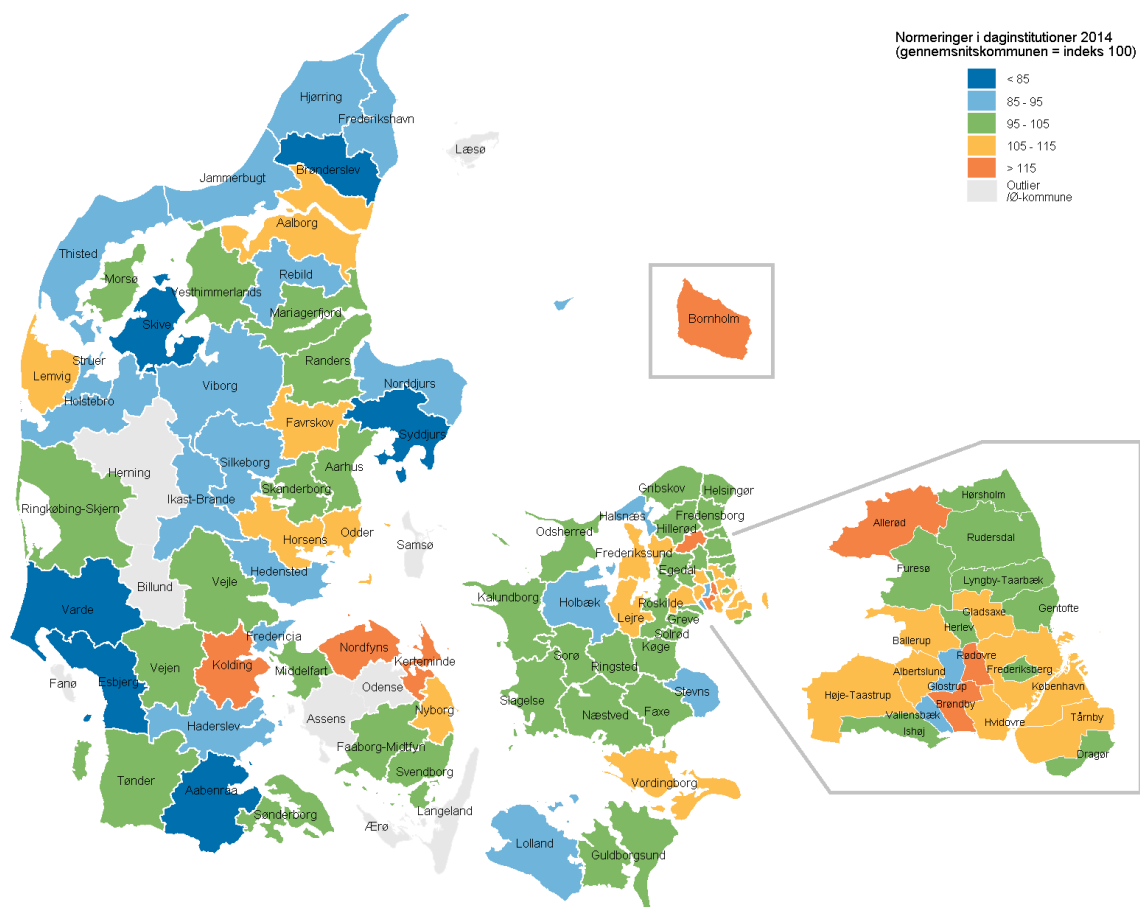 Normeringer i daginstitutioner 2014
(gennemsnitskommunen = indeks 100)
< 85
85 - 95
95 - 105
105 - 115
> 115
Outlier
/Ø-kommune
Hjørring
Frederikshavn
Læsø
Brønderslev
Jammerbugt
Aalborg
Thisted
Rebild
Morsø
Vesthimmerlands
Mariagerfjord
Skive
Bornholm
Struer
Randers
Lemvig
Viborg
Norddjurs
Holstebro
Favrskov
Syddjurs
Silkeborg
Aarhus
Herning
Skanderborg
Ikast-Brande
Ringkøbing-Skjern
Odder
Horsens
Samsø
Hedensted
Billund
Vejle
Varde
Fredericia
Nordfyns
Vejen
Kolding
Middelfart
Kerteminde
Fanø
Esbjerg
Odense
Nyborg
Assens
Haderslev
Faaborg-Midtfyn
Svendborg
Tønder
Aabenraa
Langeland
Sønderborg
Ærø
Gribskov
Helsingør
Halsnæs
Fredensborg
Hillerød
Odsherred
Frederikssund
Egedal
Kalundborg
Holbæk
Roskilde
Lejre
Greve
Solrød
Køge
Sorø
Ringsted
Stevns
Slagelse
Næstved
Faxe
Vordingborg
Lolland
Guldborgsund
Hørsholm
Allerød
Rudersdal
Furesø
Lyngby-Taarbæk
Gentofte
Gladsaxe
Herlev
Ballerup
Rødovre
Albertslund
Frederiksberg
Glostrup
København
Høje-Taastrup
Brøndby
Vallensbæk
Tårnby
Hvidovre
Ishøj
Dragør